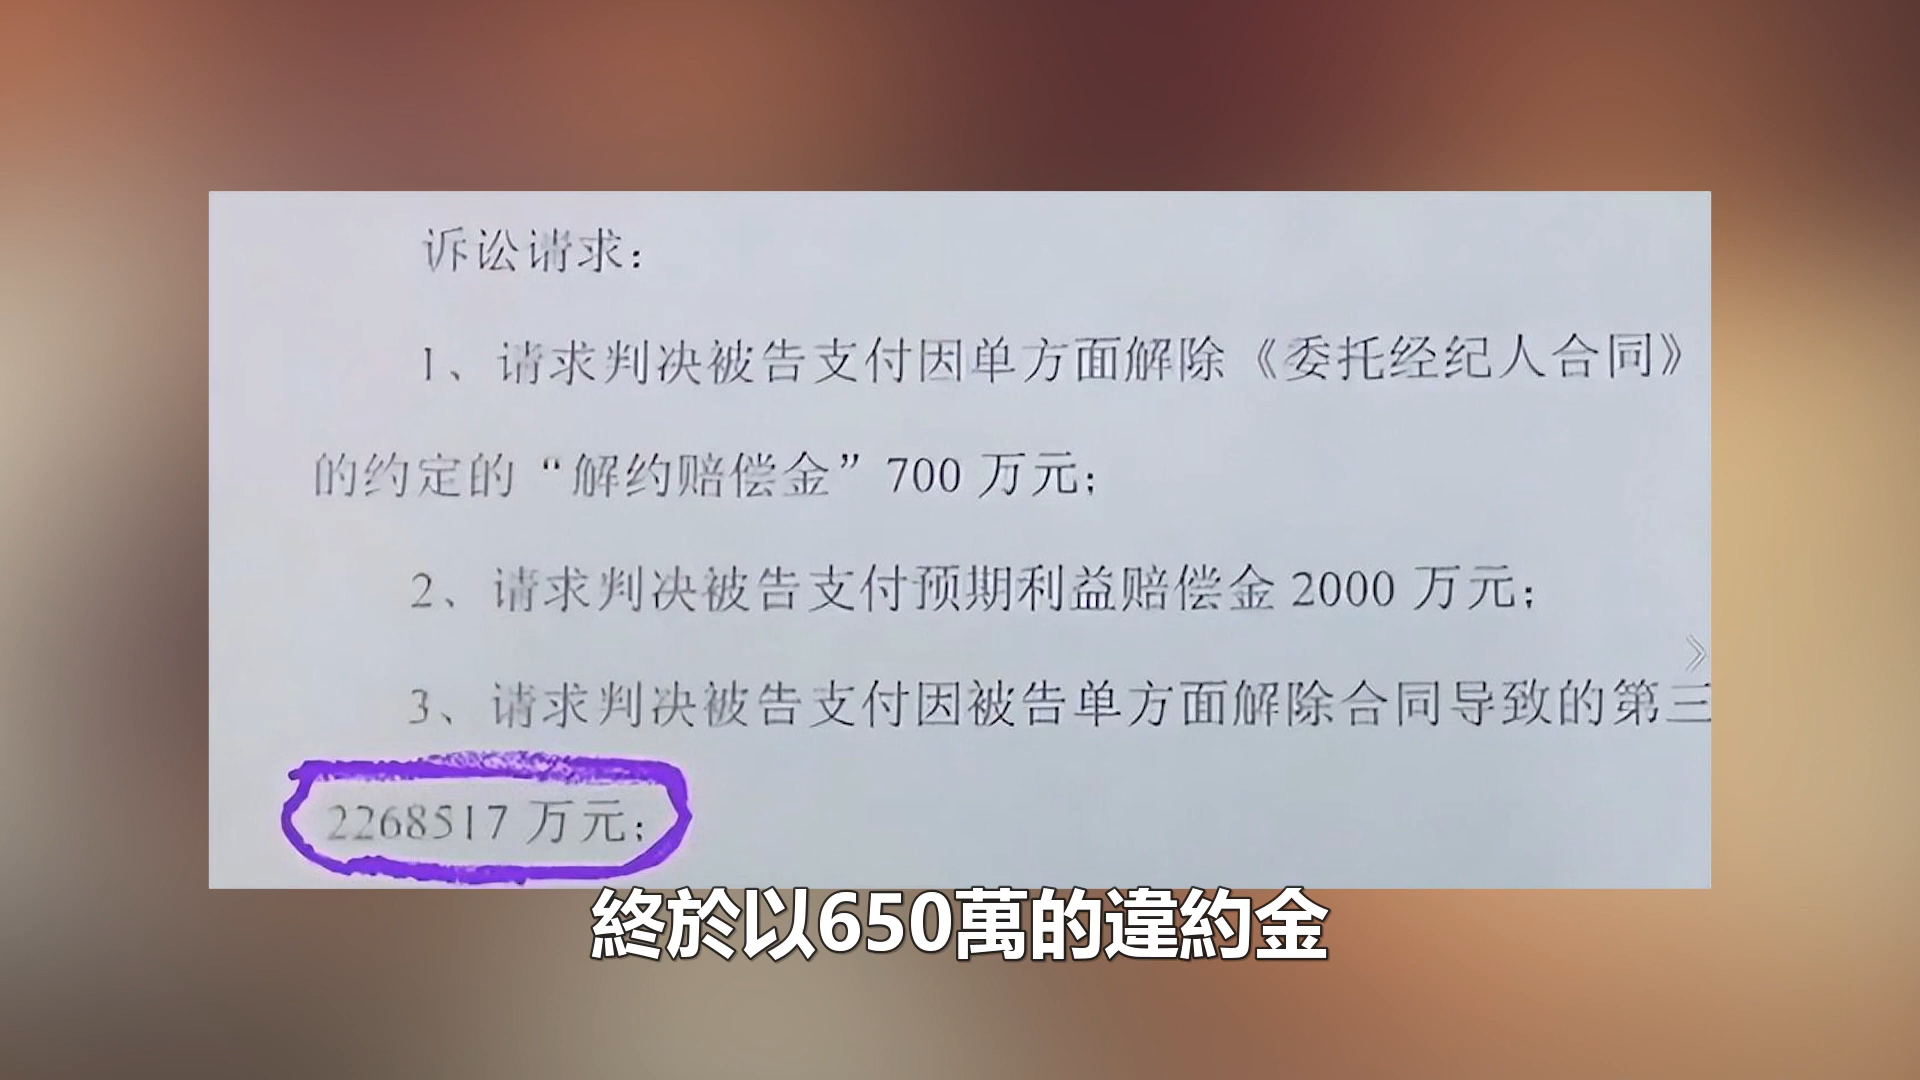 诉讼请求：
1、请求判决被告支付因单方面解除《委托经纪人合同》
的约定的“解约赔偿金”700 万元；
2、请求判决被告支付预期利益赔偿金 2000 万元；
3、请求判决被告支付因被告单方面解除合同导致的第三
2268517 万元；
終於以650萬的違約金